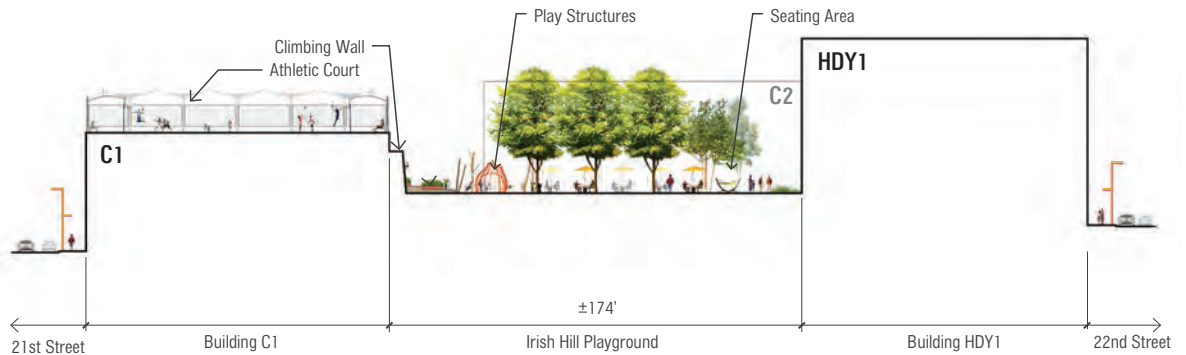 Play Structures
Seating Area
Climbing Wall
Athletic Court
HDY1
C2
C1
±174'
21st Street
Building C1
Irish Hill Playground
Building HDY1
22nd Street